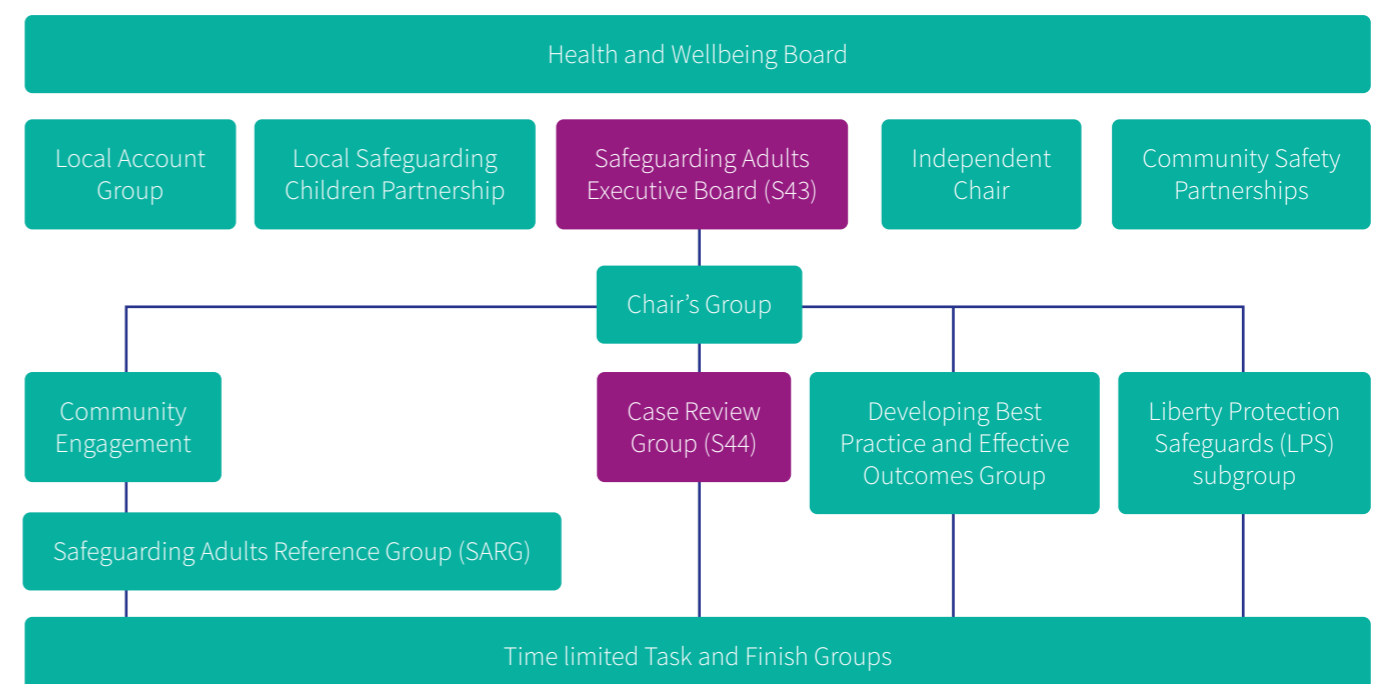 Health and Wellbeing Board
Local Account
Group
Local Safeguarding
Children Partnership
Safeguarding Adults
Executive Board (S43)
Independent
Chair
Community Safety
Partnerships
Chair’s Group
Community
Engagement
Case Review
Group (S44)
Developing Best
Practice and Effective
Outcomes Group
Liberty Protection
Safeguards (LPS)
subgroup
Safeguarding Adults Reference Group (SARG)
Time limited Task and Finish Groups